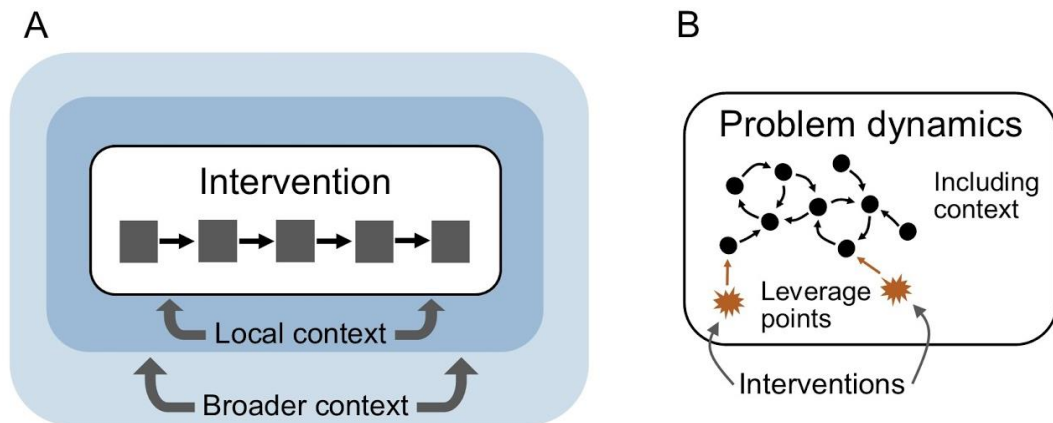 A
Intervention
Local context
Broader context
B
Problem dynamics
Including
context
Leverage
points
Interventions